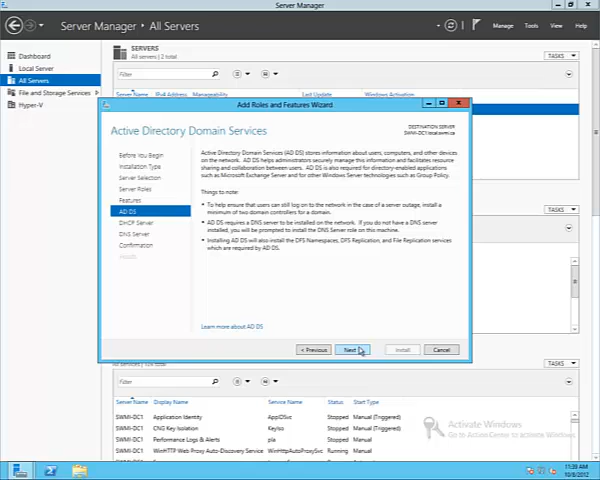 Server Manager
Server Manager • All Servers
Manage
Tools
View
Help
Dashboard
Local Server
All Servers
File and Storage Services
Hyper-V
SERVERS
All servers | 2 total
TASKS
Filter
Server Name
IPv4 Address
Manageability
Last Update
Windows Activation
Add Roles and Features Wizard
Active Directory Domain Services
DESTINATION SERVER
Before You Begin
Installation Type
Server Selection
Server Roles
Features
AD DS
DHCP Server
DNS Server
Confirmation
Results
Active Directory Domain Services (AD DS) stores information about users, computers, and other devices
on the network. AD DS helps administrators securely manage this information and facilitates resource
sharing and collaboration between users. AD DS is also required for directory-enabled applications
such as Microsoft Exchange Server and for other Windows Server technologies such as Group Policy.
Things to note:
• To help ensure that users can still log on to the network in the case of a server outage, install a
minimum of two domain controllers for a domain.
• AD DS requires a DNS server to be installed on the network. If you do not have a DNS server
installed, you will be prompted to install the DNS Server role on this machine.
• Installing AD DS will also install the DFS Namespaces, DFS Replication, and File Replication services
which are required by AD DS.
Learn more about AD DS
< Previous
Next >
Install
Cancel
TASKS
TASKS
Filter
Server Name
Display Name
Service Name
Status
Start Type
SWMI-DC1 Application Identity AppIDSvc Stopped Manual (Triggered)
SWMI-DC1 CNG Key Isolation KeyIso Stopped Manual (Triggered)
SWMI-DC1 Performance Logs & Alerts pla Stopped Manual
SWMI-DC1 WinHTTP Web Proxy Auto-Discovery Service WinHttpAutoProxySvc Running Manual
Activate Windows
Go to Action Center to activate Windows.
11:39 AM
10/8/2012